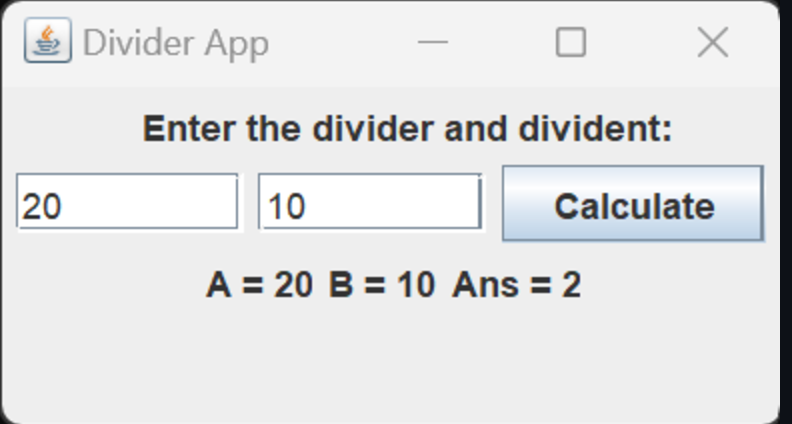 Divider App
Enter the divider and divident:
20 10 Calculate
A = 20 B = 10 Ans = 2